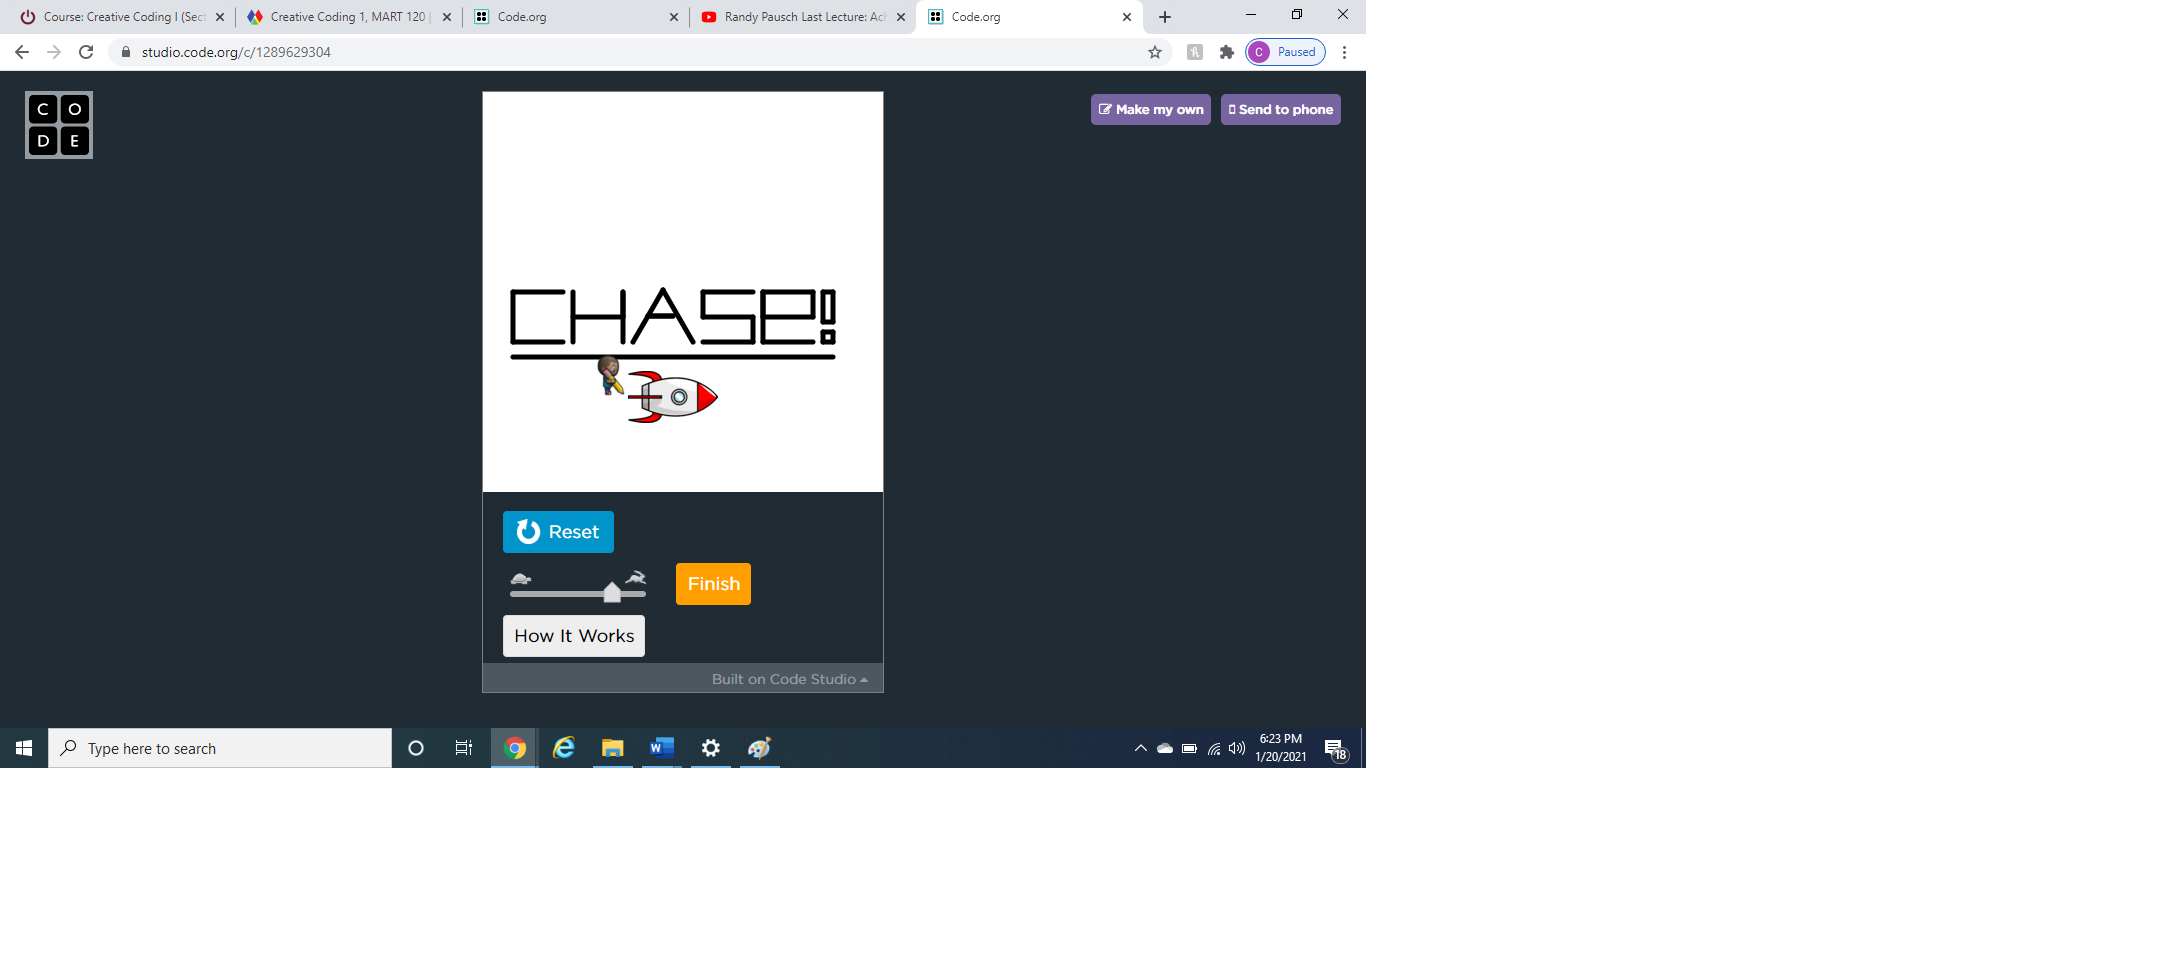 Course: Creative Coding I (Sect
Creative Coding 1, MART 120
Code.org
Randy Pausch Last Lecture: Ach
Code.org
studio.code.org/c/1289629304
C
Paused
C O
D E
Make my own
Send to phone
CHASE!
Reset
Finish
How It Works
Built on Code Studio
Type here to search
6:23 PM
1/20/2021
18